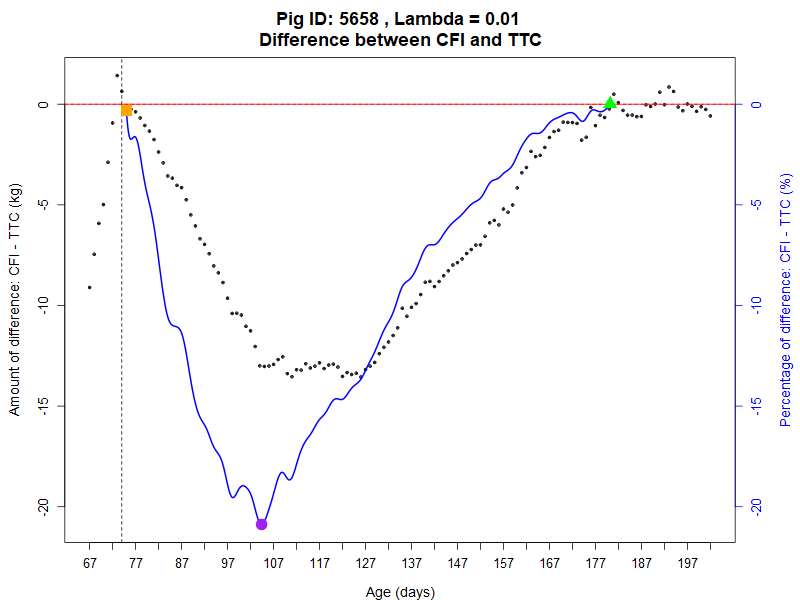 Pig ID: 5658 , Lambda = 0.01
Difference between CFI and TTC
Amount of difference: CFI - TTC (kg)
0
-5
-10
-15
-20
0
-5
-10
-15
-20
Percentage of difference: CFI - TTC (%)
67 77 87 97 107 117 127 137 147 157 167 177 187 197
Age (days)